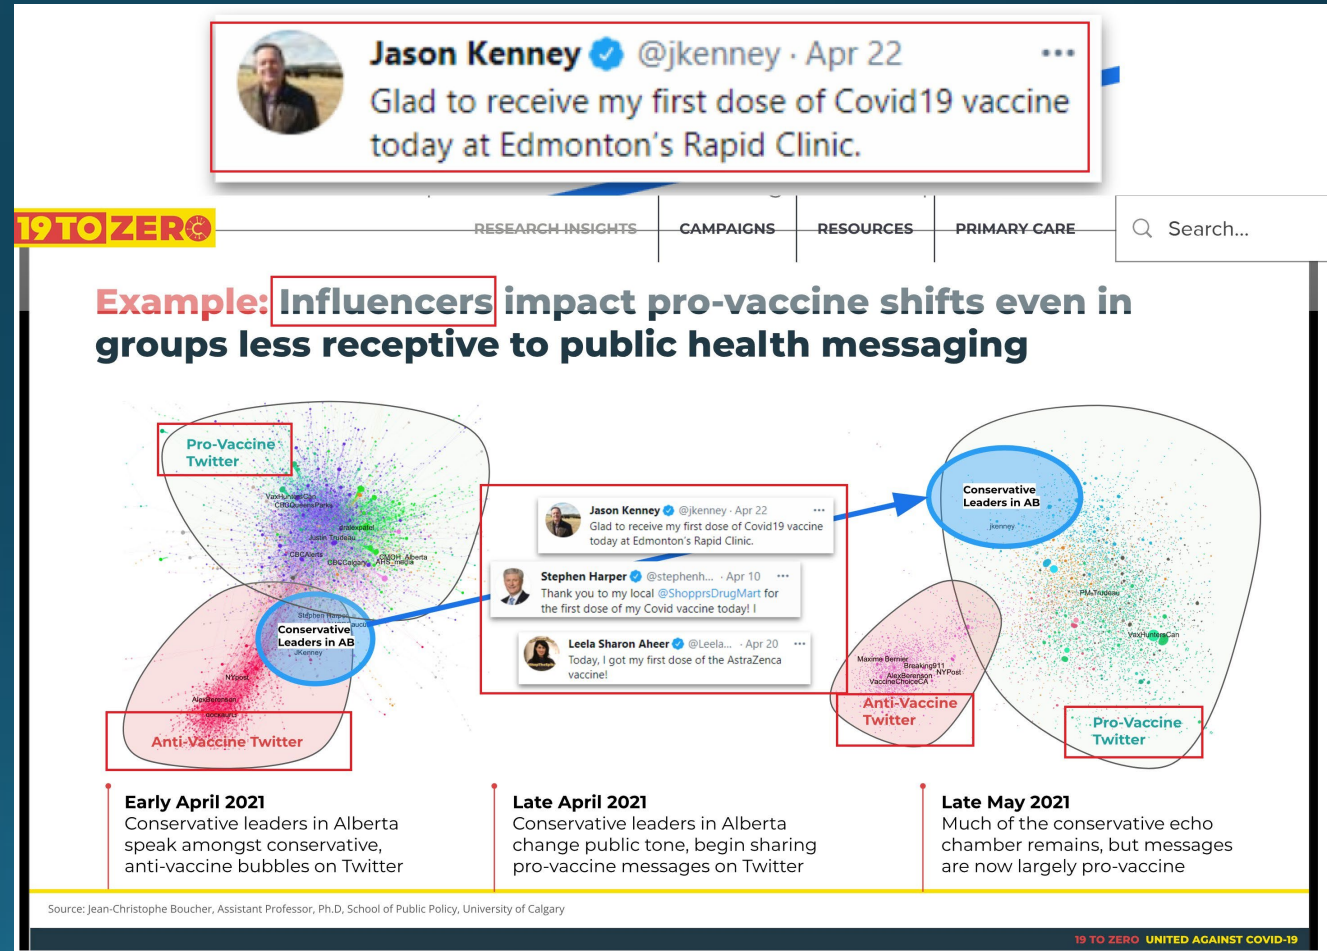 Jason Kenney @jkenney · Apr 22 ...
Glad to receive my first dose of Covid19 vaccine
today at Edmonton's Rapid Clinic.
19 TO ZERO
RESEARCH INSIGHTS
CAMPAIGNS
RESOURCES
PRIMARY CARE
Search...
Example: Influencers impact pro-vaccine shifts even in
groups less receptive to public health messaging
Pro-Vaccine
Twitter
VaxHuntersCan
CBCQueensParks
dralexpatel
Justin Trudeau
CBCAlerts
CMOH_Alberta
CBCCalgary
AHS_media
Stephen Harper
Conservative
Leaders in AB
JKenney
NYpost
AlexBerenson
Anti-Vaccine Twitter
Jason Kenney @jkenney · Apr 22 ...
Glad to receive my first dose of Covid19 vaccine
today at Edmonton's Rapid Clinic.
Stephen Harper @stephenh... · Apr 10 ...
Thank you to my local @ShopprsDrugMart for
the first dose of my Covid vaccine today! I
Leela Sharon Aheer @Leela... · Apr 20 ...
Today, I got my first dose of the AstraZenca
vaccine!
Conservative
Leaders in AB
jkenney
PM Trudeau
VaxHuntersCan
Maxime Bernier
Breaking911
AlexBerenson
NYPost
VaccineChoiceCA
Anti-Vaccine
Twitter
Pro-Vaccine
Twitter
Early April 2021
Conservative leaders in Alberta
speak amongst conservative,
anti-vaccine bubbles on Twitter
Late April 2021
Conservative leaders in Alberta
change public tone, begin sharing
pro-vaccine messages on Twitter
Late May 2021
Much of the conservative echo
chamber remains, but messages
are now largely pro-vaccine
Source: Jean-Christophe Boucher, Assistant Professor, Ph.D, School of Public Policy, University of Calgary
19 TO ZERO UNITED AGAINST COVID-19